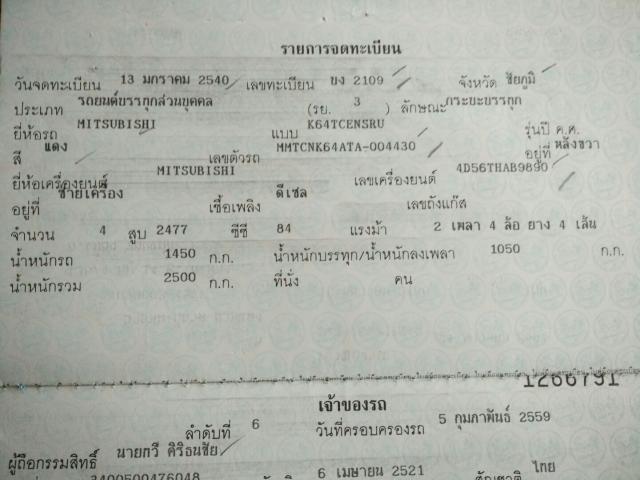 รายการจดทะเบียน
วันจดทะเบียน 13 มกราคม 2540 เลขทะเบียน บง 2109 จังหวัด ชัยภูมิ
ประเภท รถยนต์บรรทุกส่วนบุคคล (รย. 3 ) ลักษณะ กระบะบรรทุก
ยี่ห้อรถ MITSUBISHI แบบ K64TCENSRU รุ่นปี ค.ศ.
สี แดง เลขตัวรถ MMTCNK64ATA-004430 อยู่ที่ หลังขวา
ยี่ห้อเครื่องยนต์ MITSUBISHI เลขเครื่องยนต์ 4D56THAB9890
อยู่ที่ ซ้ายเครื่อง เชื้อเพลิง ดีเซล เลขถังแก๊ส
จำนวน 4 สูบ 2477 ซีซี 84 แรงม้า 2 เพลา 4 ล้อ ยาง 4 เส้น
น้ำหนักรถ 1450 ก.ก. น้ำหนักบรรทุก/น้ำหนักลงเพลา 1050 ก.ก.
น้ำหนักรวม 2500 ก.ก. ที่นั่ง คน
1266791
เจ้าของรถ
ลำดับที่ 6 วันที่ครอบครองรถ 5 กุมภาพันธ์ 2559
ผู้ถือกรรมสิทธิ์ นายทวี ศิริธนชัย
3400500476048 6 เมษายน 2521 สัญชาติ ไทย